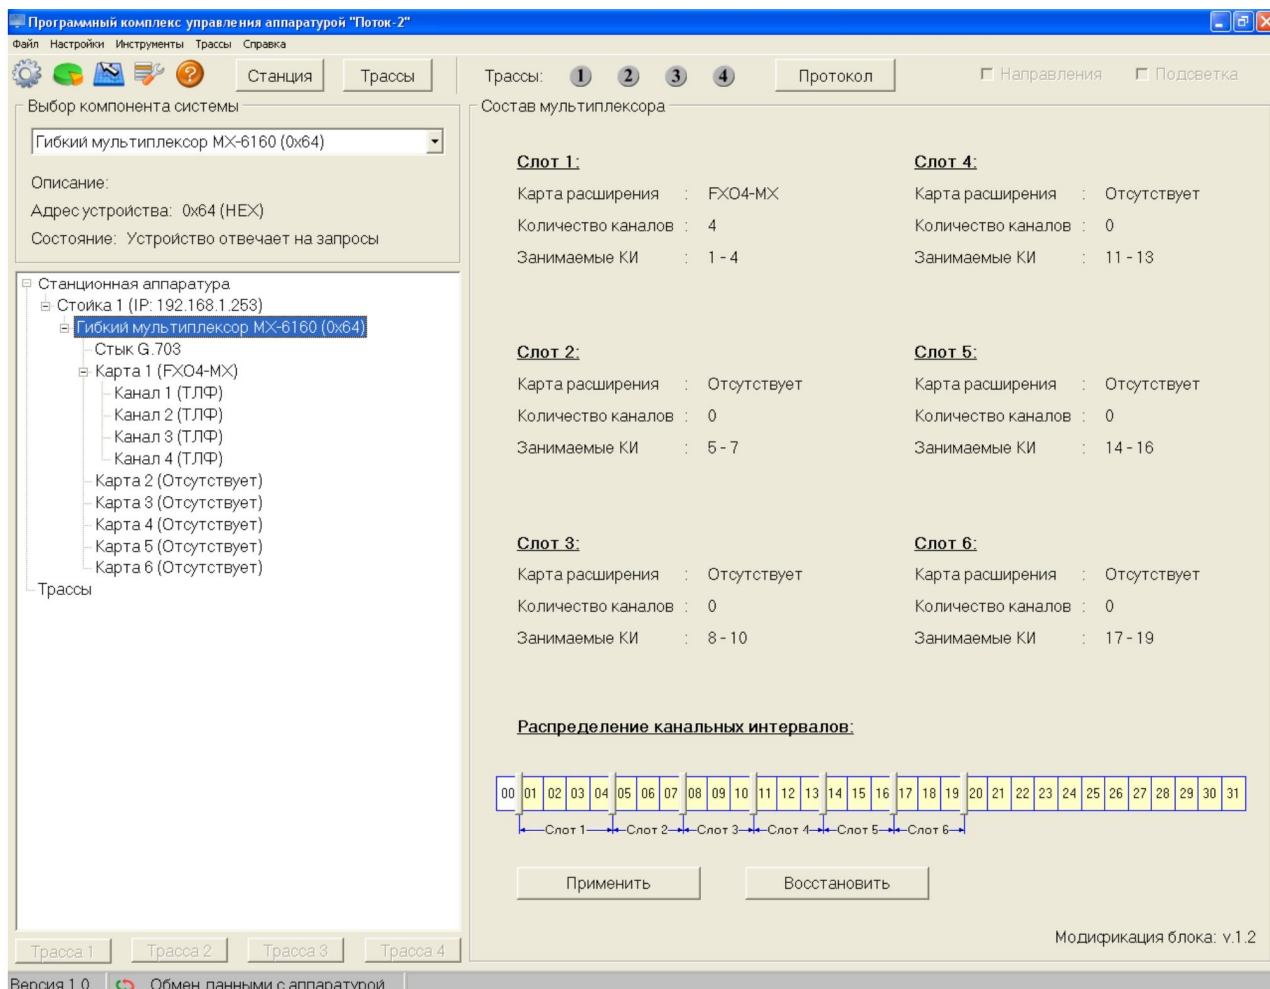 Программный комплекс управления аппаратурой "Поток-2"
Файл Настройки Инструменты Трассы Справка
Станция Трассы Трассы: 1 2 3 4 Протокол Направления Подсветка
Выбор компонента системы
Гибкий мультиплексор MX-6160 (0x64)
Описание:
Адрес устройства: 0x64 (HEX)
Состояние: Устройство отвечает на запросы
Станционная аппаратура
Стойка 1 (IP: 192.168.1.253)
Гибкий мультиплексор MX-6160 (0x64)
Стык G.703
Карта 1 (FXO4-MX)
Канал 1 (ТЛФ)
Канал 2 (ТЛФ)
Канал 3 (ТЛФ)
Канал 4 (ТЛФ)
Карта 2 (Отсутствует)
Карта 3 (Отсутствует)
Карта 4 (Отсутствует)
Карта 5 (Отсутствует)
Карта 6 (Отсутствует)
Трассы
Трасса 1 Трасса 2 Трасса 3 Трасса 4
Состав мультиплексора
Слот 1:
Карта расширения : FXO4-MX
Количество каналов : 4
Занимаемые КИ : 1 - 4
Слот 4:
Карта расширения : Отсутствует
Количество каналов : 0
Занимаемые КИ : 11 - 13
Слот 2:
Карта расширения : Отсутствует
Количество каналов : 0
Занимаемые КИ : 5 - 7
Слот 5:
Карта расширения : Отсутствует
Количество каналов : 0
Занимаемые КИ : 14 - 16
Слот 3:
Карта расширения : Отсутствует
Количество каналов : 0
Занимаемые КИ : 8 - 10
Слот 6:
Карта расширения : Отсутствует
Количество каналов : 0
Занимаемые КИ : 17 - 19
Распределение канальных интервалов:
00 01 02 03 04 05 06 07 08 09 10 11 12 13 14 15 16 17 18 19 20 21 22 23 24 25 26 27 28 29 30 31
Слот 1 Слот 2 Слот 3 Слот 4 Слот 5 Слот 6
Применить Восстановить
Модификация блока: v.1.2
Версия 1.0 Обмен данными с аппаратурой